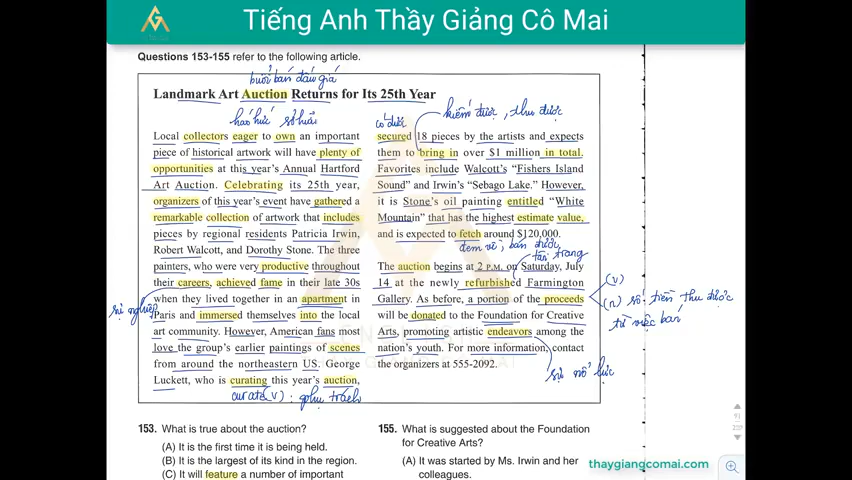 Tiếng Anh Thầy Giảng Cô Mai
Questions 153-155 refer to the following article.
buổi bán đấu giá
Landmark Art Auction Returns for Its 25th Year
háo hức sở hữu
Local collectors eager to own an important
piece of historical artwork will have plenty of
opportunities at this year's Annual Hartford
Art Auction. Celebrating its 25th year,
organizers of this year's event have gathered a
remarkable collection of artwork that includes
pieces by regional residents Patricia Irwin,
Robert Walcott, and Dorothy Stone. The three
painters, who were very productive throughout
their careers, achieved fame in their late 30s
sự nghiệp
when they lived together in an apartment in
Paris and immersed themselves into the local
art community. However, American fans most
love the group's earlier paintings of scenes
from around the northeastern US. George
Luckett, who is curating this year's auction,
curate (v) : phụ trách
có được
kiếm được, thu được
secured 18 pieces by the artists and expects
them to bring in over $1 million in total.
Favorites include Walcott's "Fishers Island
Sound" and Irwin's "Sebago Lake." However,
it is Stone's oil painting entitled "White
Mountain" that has the highest estimate value,
and is expected to fetch around $120,000.
đem về, bán được
tân trang
The auction begins at 2 P.M. on Saturday, July
14 at the newly refurbished Farmington
Gallery. As before, a portion of the proceeds
(v)
(n) số tiền thu được
từ việc bán
will be donated to the Foundation for Creative
Arts, promoting artistic endeavors among the
nation's youth. For more information, contact
the organizers at 555-2092.
sự nỗ lực
153. What is true about the auction?
(A) It is the first time it is being held.
(B) It is the largest of its kind in the region.
(C) It will feature a number of important
155. What is suggested about the Foundation
for Creative Arts?
(A) It was started by Ms. Irwin and her
colleagues.
thaygiangcomai.com